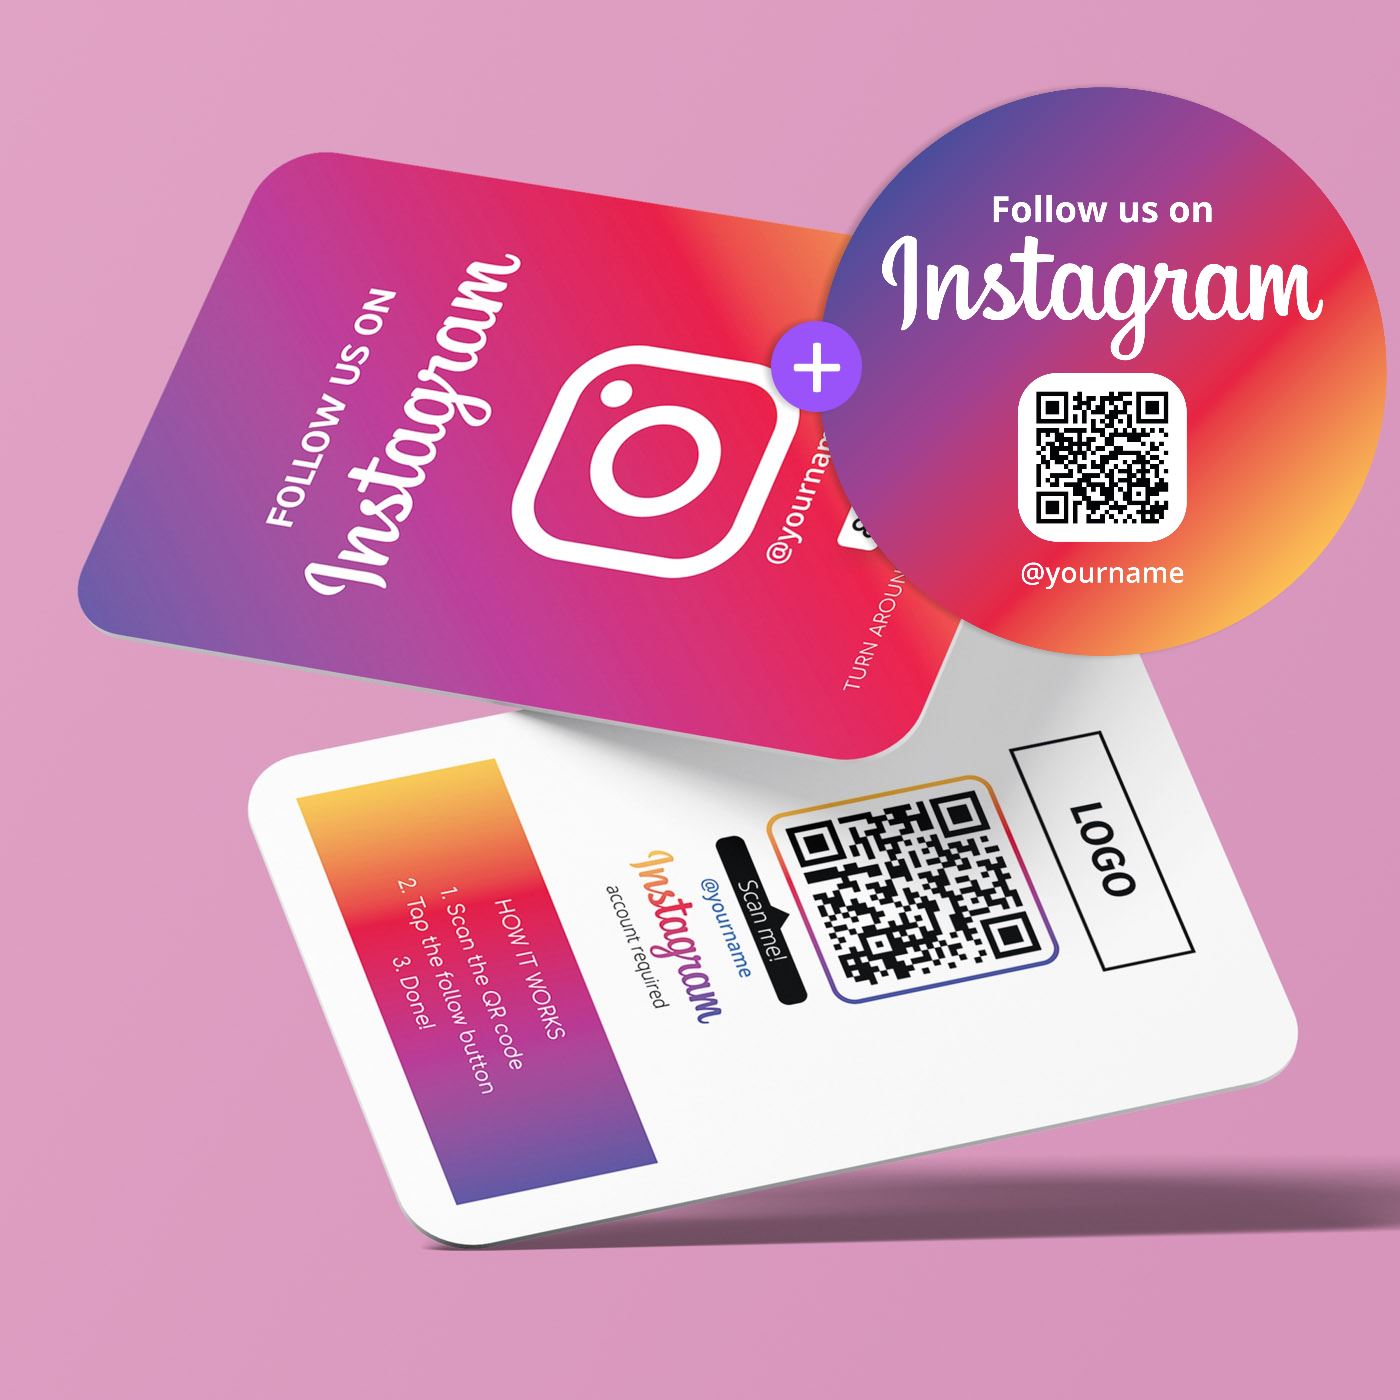 FOLLOW US ON
Instagram
TURN AROUN
Follow us on
Instagram
@yourname
LOGO
Scan me!
@yourname
Instagram
account required
HOW IT WORKS
1. Scan the QR code
2. Tap the follow button
3. Done!